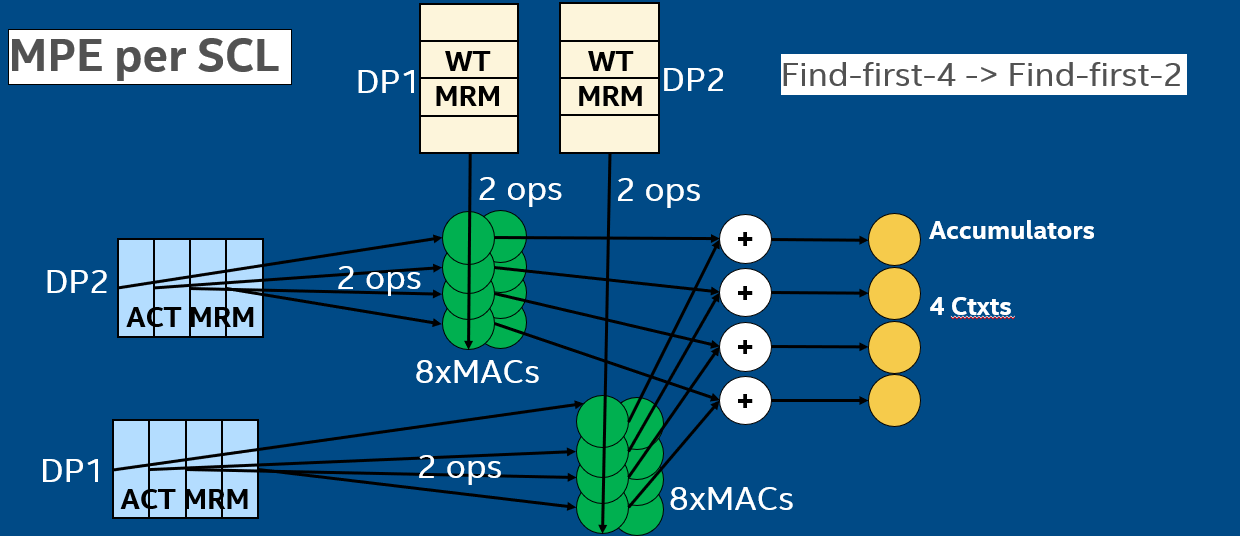 MPE per SCL
DP1
WT
MRM
WT
MRM
DP2
Find-first-4 -> Find-first-2
2 ops
2 ops
DP2
ACT MRM
2 ops
8xMACs
+
+
+
+
Accumulators
4 Ctxts
DP1
ACT MRM
2 ops
8xMACs